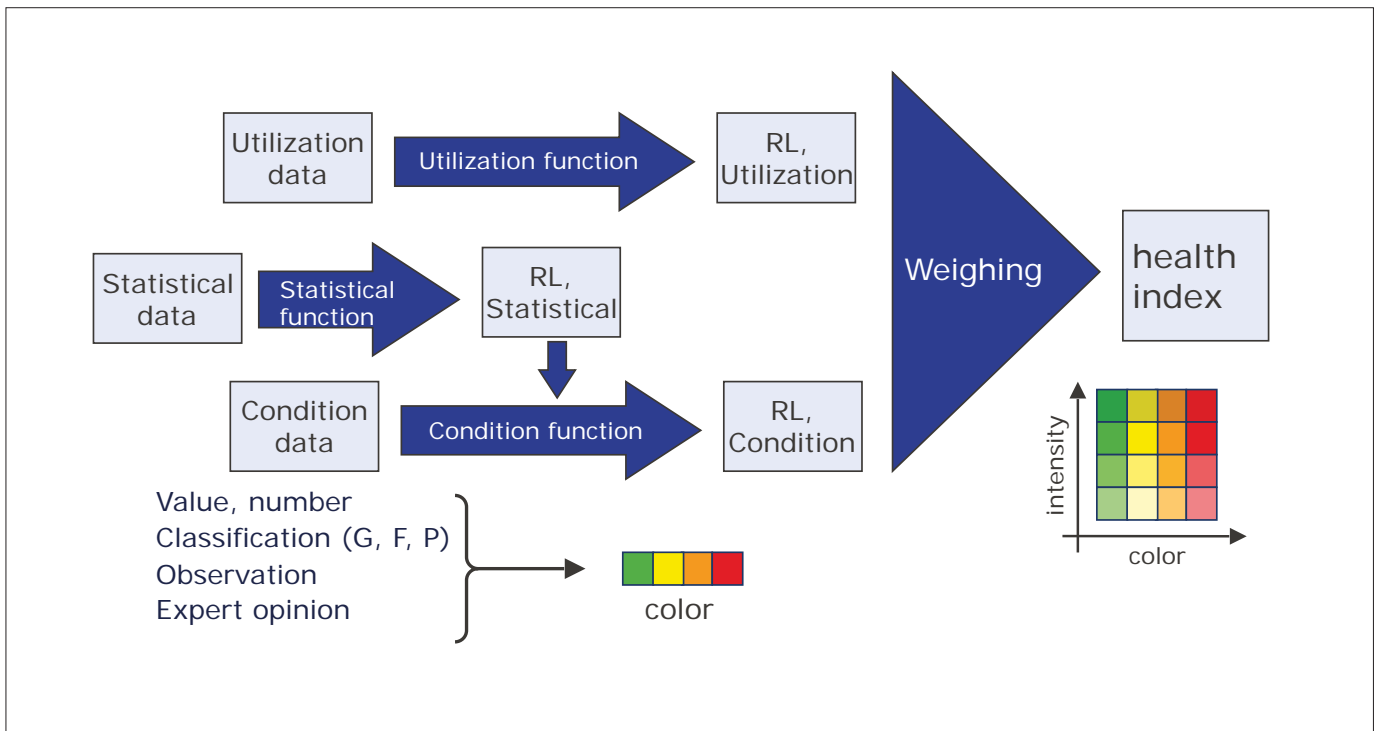 Utilization
data
Utilization function
RL,
Utilization
Statistical
data
Statistical
function
RL,
Statistical
Weighing
health
index
Condition
data
Condition function
RL,
Condition
Value, number
Classification (G, F, P)
Observation
Expert opinion
color
intensity
color